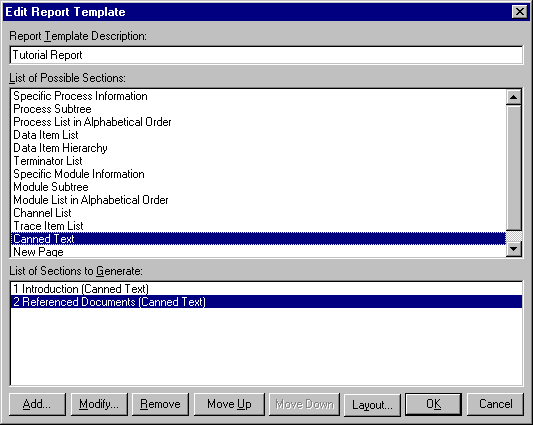 Edit Report Template
Report Template Description:
Tutorial Report
List of Possible Sections:
Specific Process Information
Process Subtree
Process List in Alphabetical Order
Data Item List
Data Item Hierarchy
Terminator List
Specific Module Information
Module Subtree
Module List in Alphabetical Order
Channel List
Trace Item List
Canned Text
New Page
List of Sections to Generate:
1 Introduction (Canned Text)
2 Referenced Documents (Canned Text)
Add... Modify... Remove Move Up Move Down Layout... OK Cancel